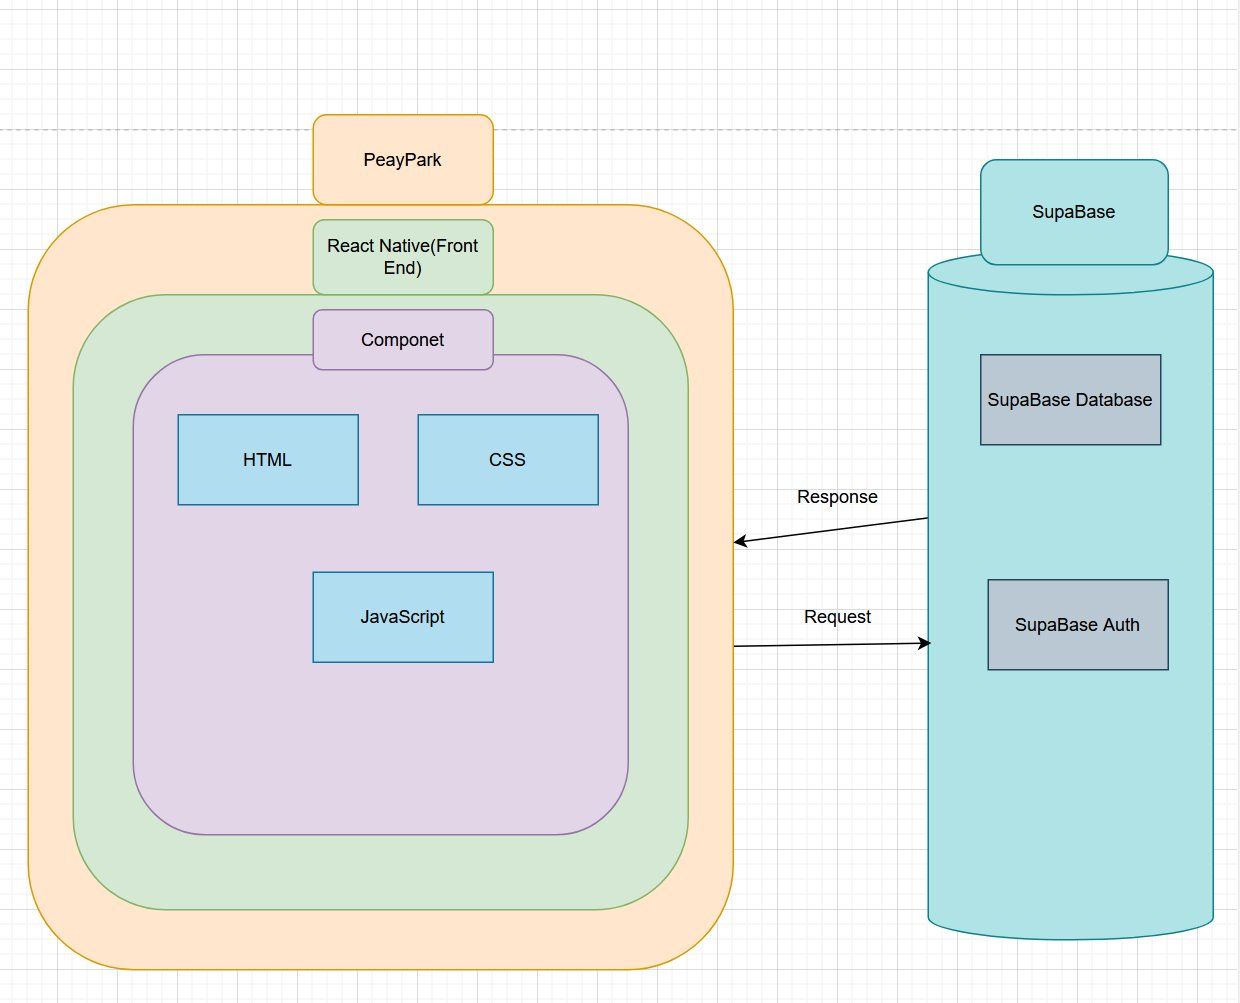 PeayPark
React Native(Front
End)
Componet
HTML
CSS
JavaScript
Response
Request
SupaBase
SupaBase Database
SupaBase Auth